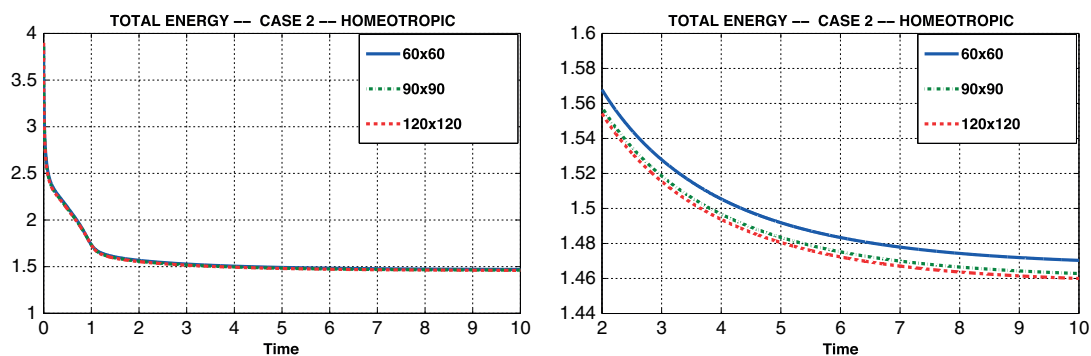 TOTAL ENERGY −− CASE 2 −− HOMEOTROPIC
4
3.5
3
2.5
2
1.5
1
0 1 2 3 4 5 6 7 8 9 10
Time
60x60
90x90
120x120
TOTAL ENERGY −− CASE 2 −− HOMEOTROPIC
1.6
1.58
1.56
1.54
1.52
1.5
1.48
1.46
1.44
2 3 4 5 6 7 8 9 10
Time
60x60
90x90
120x120